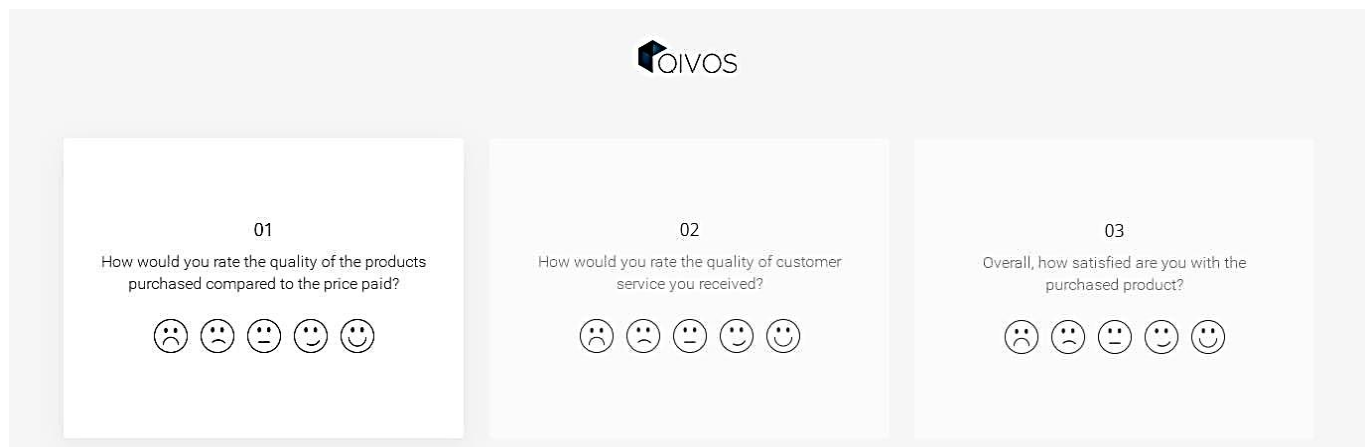 QIVOS
01
How would you rate the quality of the products
purchased compared to the price paid?
02
How would you rate the quality of customer
service you received?
03
Overall, how satisfied are you with the
purchased product?